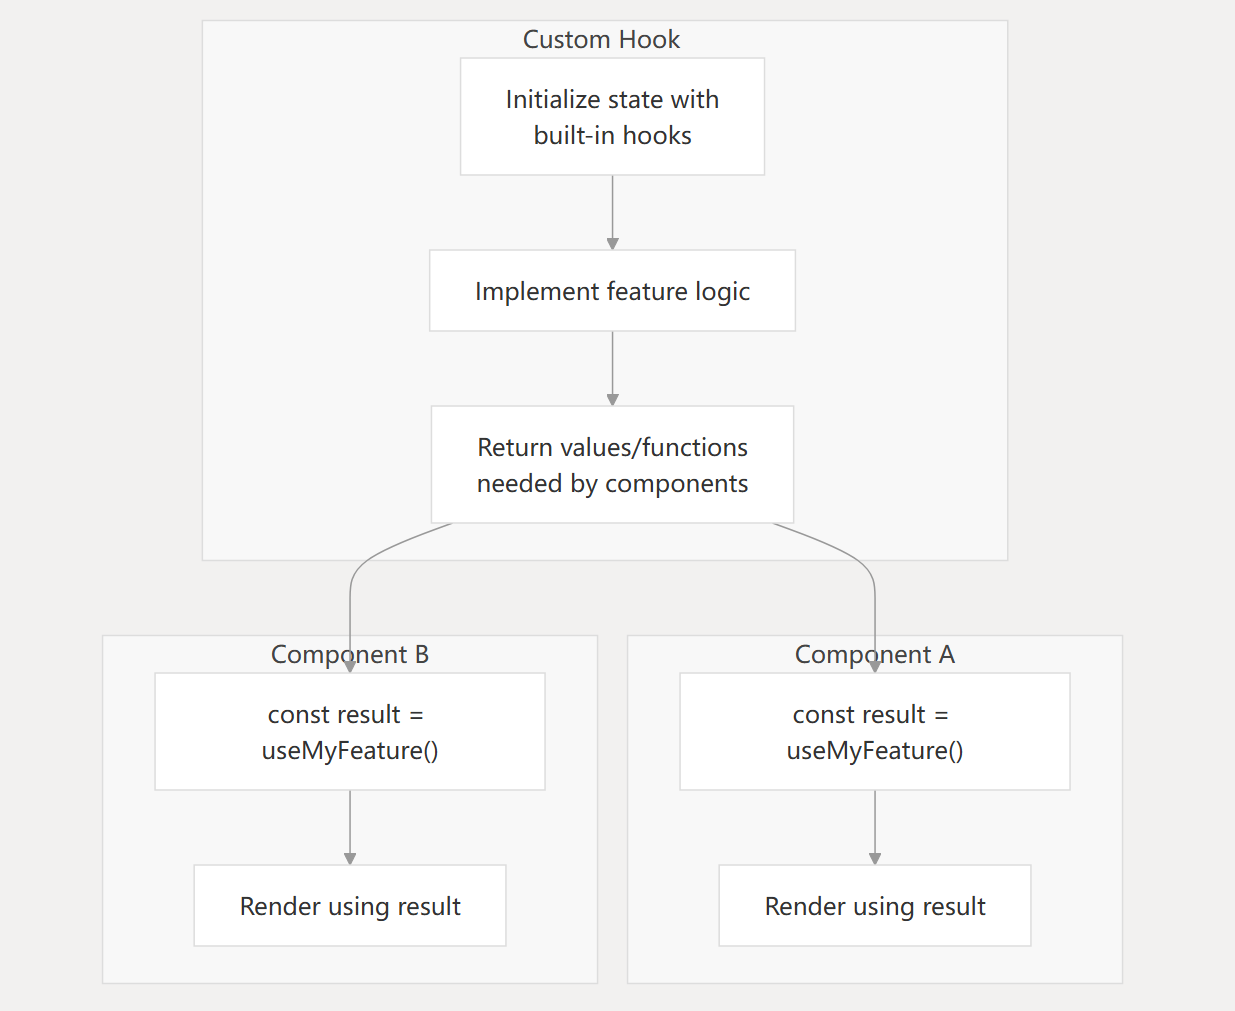 Custom Hook
Initialize state with
built-in hooks
Implement feature logic
Return values/functions
needed by components
Component B
const result =
useMyFeature()
Render using result
Component A
const result =
useMyFeature()
Render using result